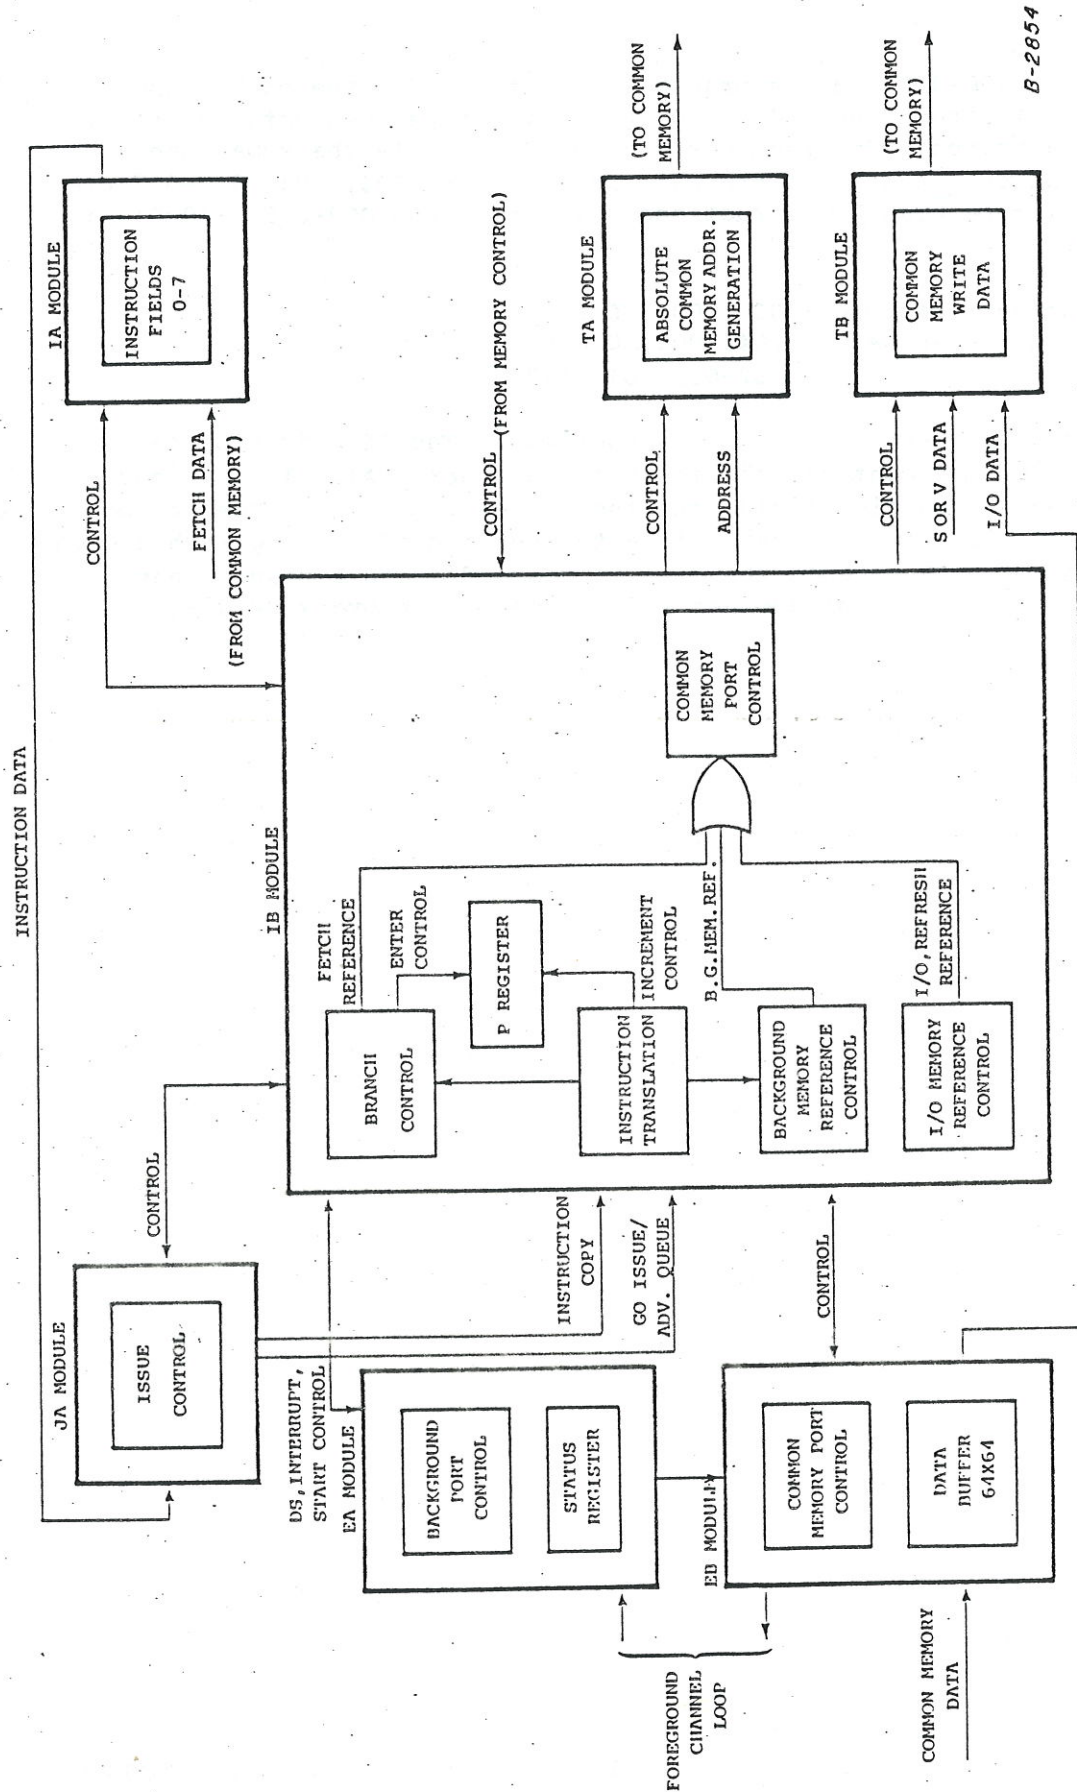 INSTRUCTION DATA
JA MODULE
ISSUE
CONTROL
CONTROL
IB MODULE
CONTROL
IA MODULE
INSTRUCTION
FIELDS
0-7
FETCH DATA
(FROM COMMON MEMORY)
DS, INTERRUPT,
START CONTROL
EA MODULE
BACKGROUND
PORT
CONTROL
STATUS
REGISTER
INSTRUCTION
COPY
GO ISSUE/
ADV. QUEUE
BRANCH
CONTROL
FETCH
REFERENCE
ENTER
CONTROL
P REGISTER
INSTRUCTION
TRANSLATION
INCREMENT
CONTROL
B.G.MEM.REF.
BACKGROUND
MEMORY
REFERENCE
CONTROL
I/O MEMORY
REFERENCE
CONTROL
I/O, REFRESH
REFERENCE
COMMON
MEMORY
PORT
CONTROL
CONTROL
(FROM MEMORY CONTROL)
CONTROL
ADDRESS
TA MODULE
ABSOLUTE
COMMON
MEMORY ADDR.
GENERATION
(TO COMMON
MEMORY)
CONTROL
S OR V DATA
I/O DATA
TB MODULE
COMMON
MEMORY
WRITE
DATA
(TO COMMON
MEMORY)
FOREGROUND
CHANNEL
LOOP
EB MODULE
COMMON
MEMORY PORT
CONTROL
DATA
BUFFER
64X64
CONTROL
COMMON MEMORY
DATA
B-2854